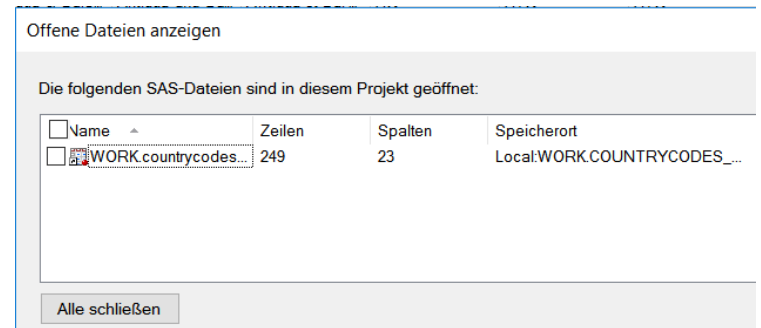 Offene Dateien anzeigen
Die folgenden SAS-Dateien sind in diesem Projekt geöffnet:
Name Zeilen Spalten Speicherort
WORK.countrycodes... 249 23 Local:WORK.COUNTRYCODES_...
Alle schließen